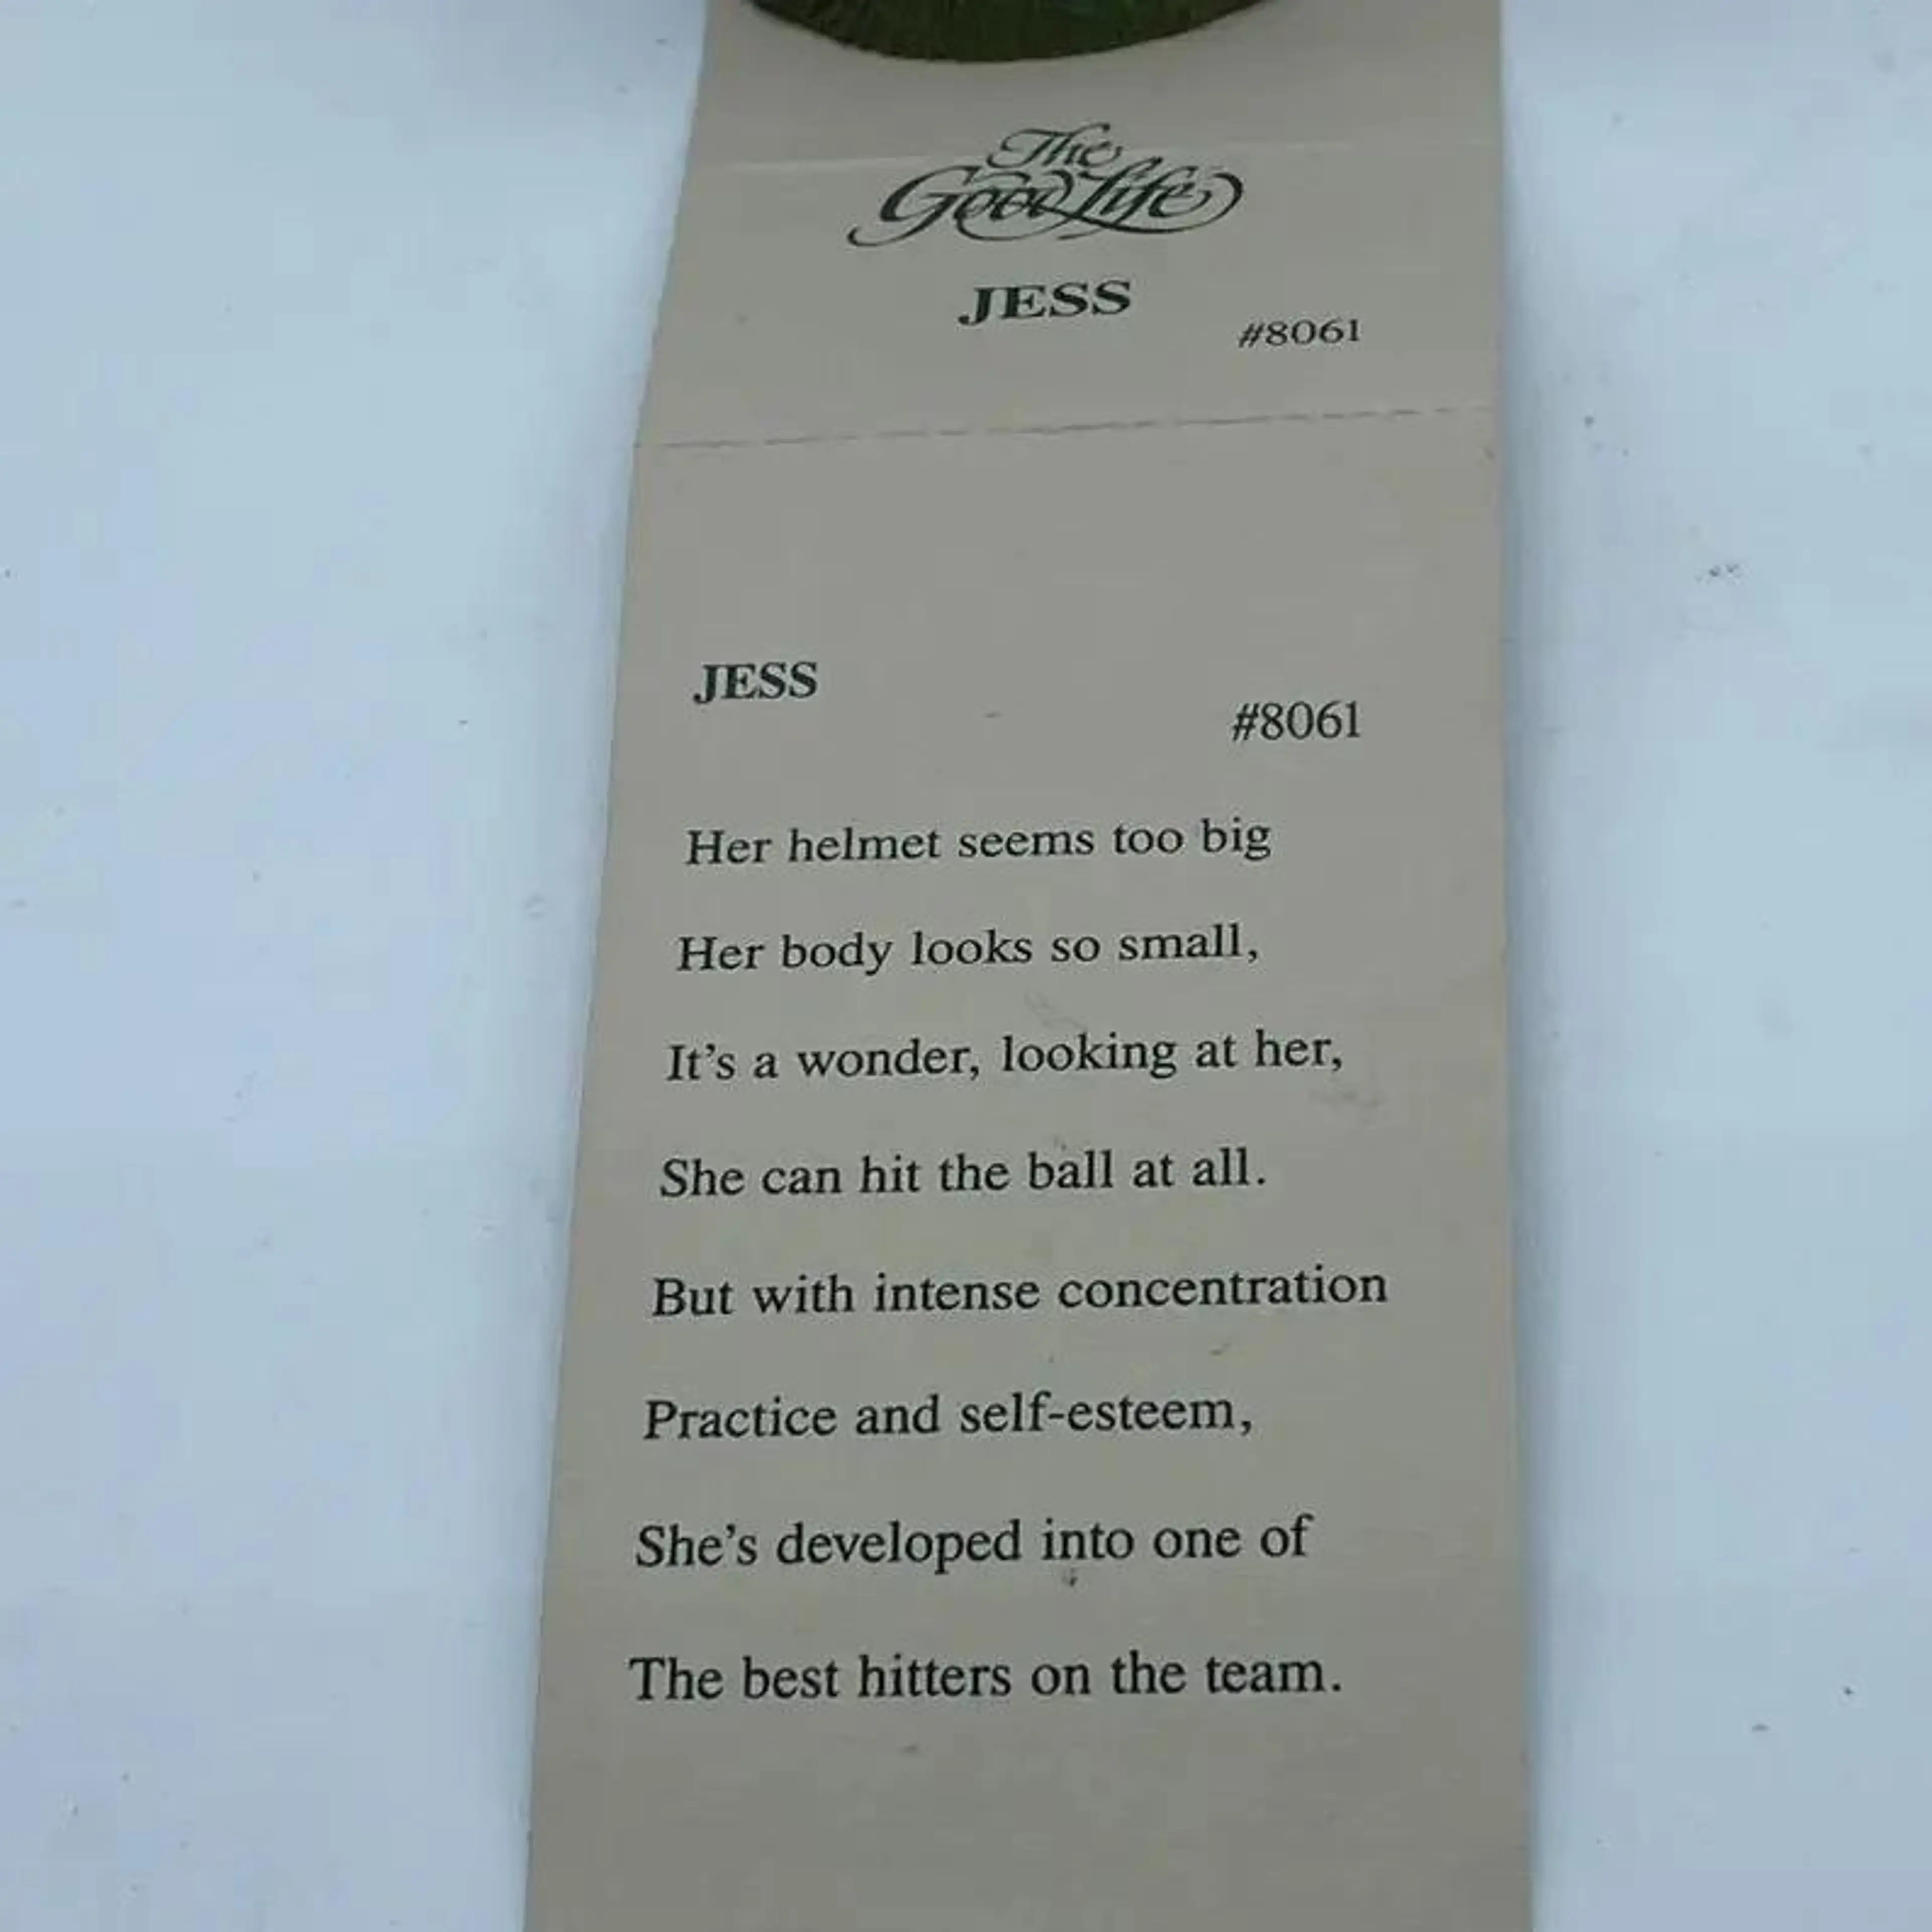 The
Good Life
JESS
#8061
JESS
#8061
Her helmet seems too big
Her body looks so small,
It's a wonder, looking at her,
She can hit the ball at all.
But with intense concentration
Practice and self-esteem,
She's developed into one of
The best hitters on the team.